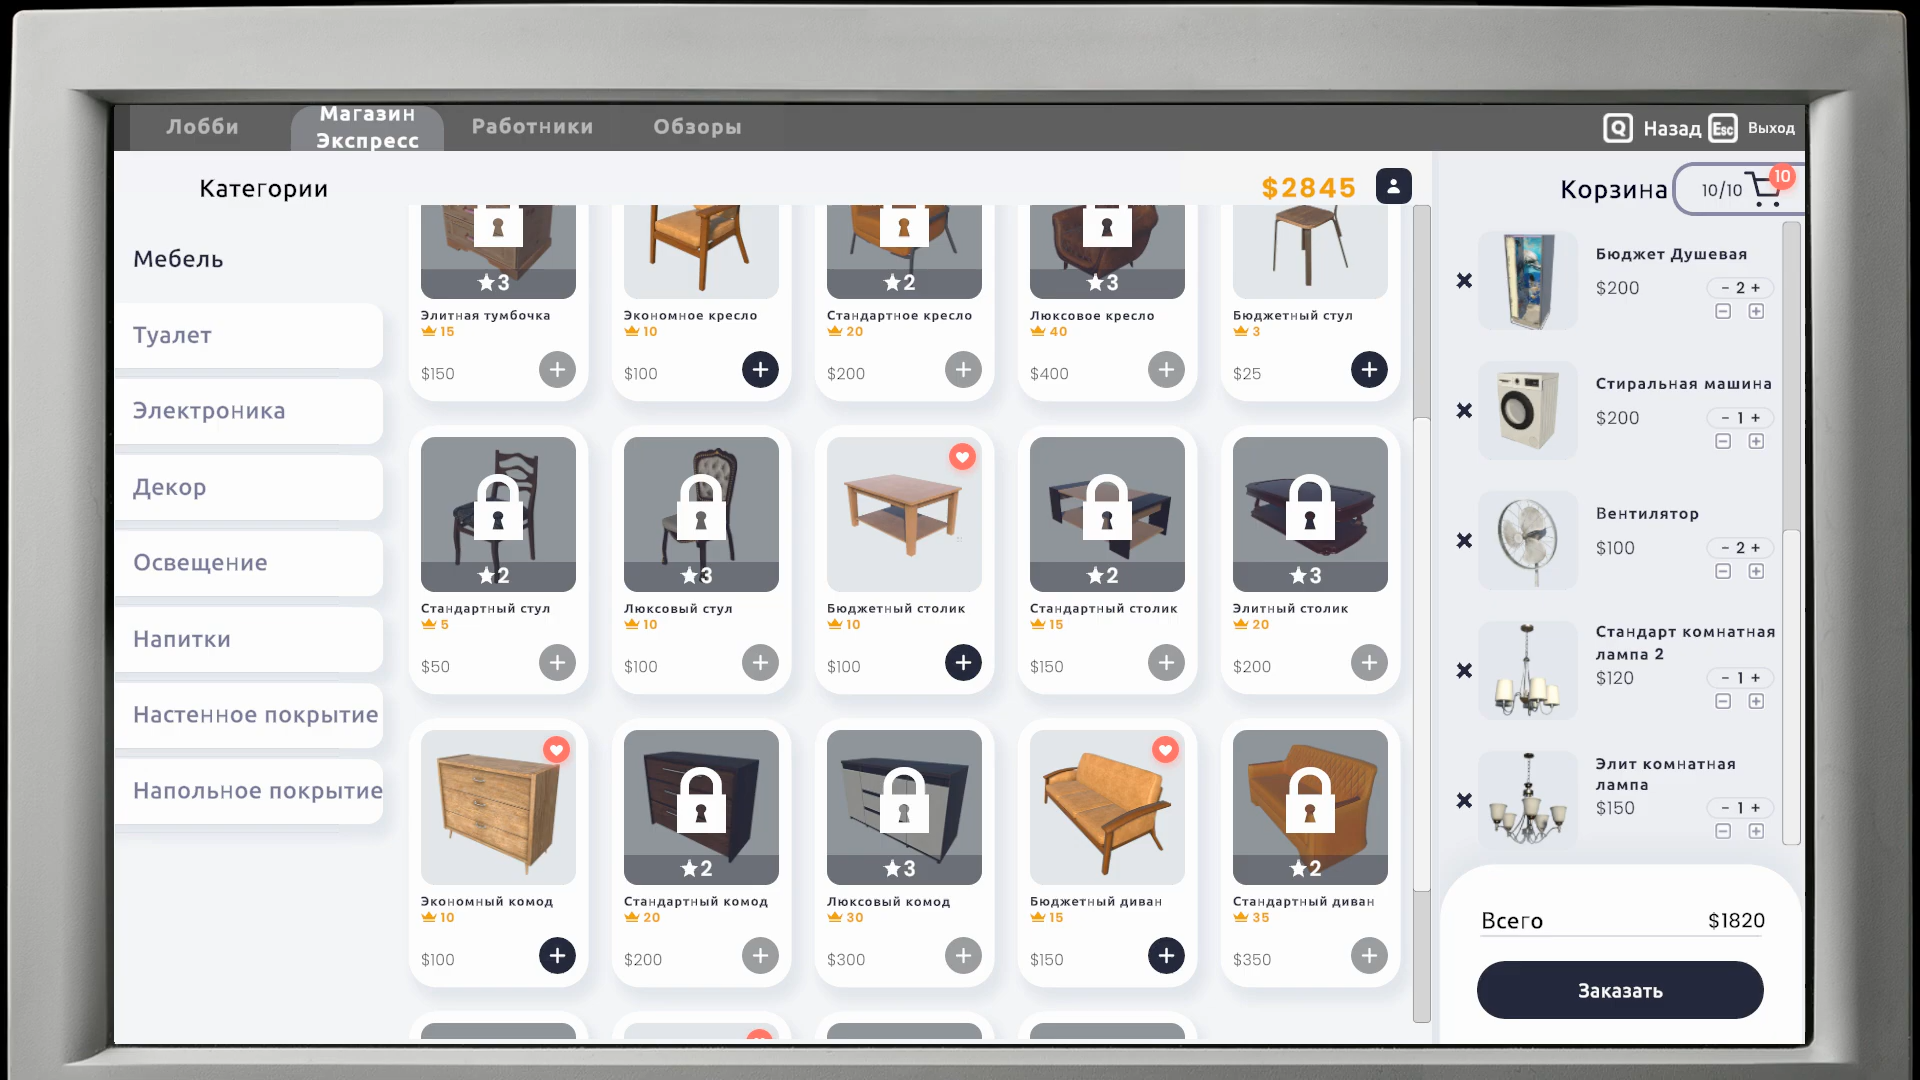 Лобби
Магазин
Экспресс
Работники
Обзоры
Q Назад
Esc Выход
Категории
$2845
Корзина
10/10
10
Мебель
Туалет
Электроника
Декор
Освещение
Напитки
Настенное покрытие
Напольное покрытие
3
Элитная тумбочка
15
$150
Экономное кресло
10
$100
2
Стандартное кресло
20
$200
3
Люксовое кресло
40
$400
Бюджетный стул
3
$25
2
Стандартный стул
5
$50
3
Люксовый стул
10
$100
Бюджетный столик
10
$100
2
Стандартный столик
15
$150
3
Элитный столик
20
$200
Экономный комод
10
$100
2
Стандартный комод
20
$200
3
Люксовый комод
30
$300
Бюджетный диван
15
$150
2
Стандартный диван
35
$350
Бюджет Душевая
$200
- 2 +
Стиральная машина
$200
- 1 +
Вентилятор
$100
- 2 +
Стандарт комнатная
лампа 2
$120
- 1 +
Элит комнатная
лампа
$150
- 1 +
Всего
$1820
Заказать